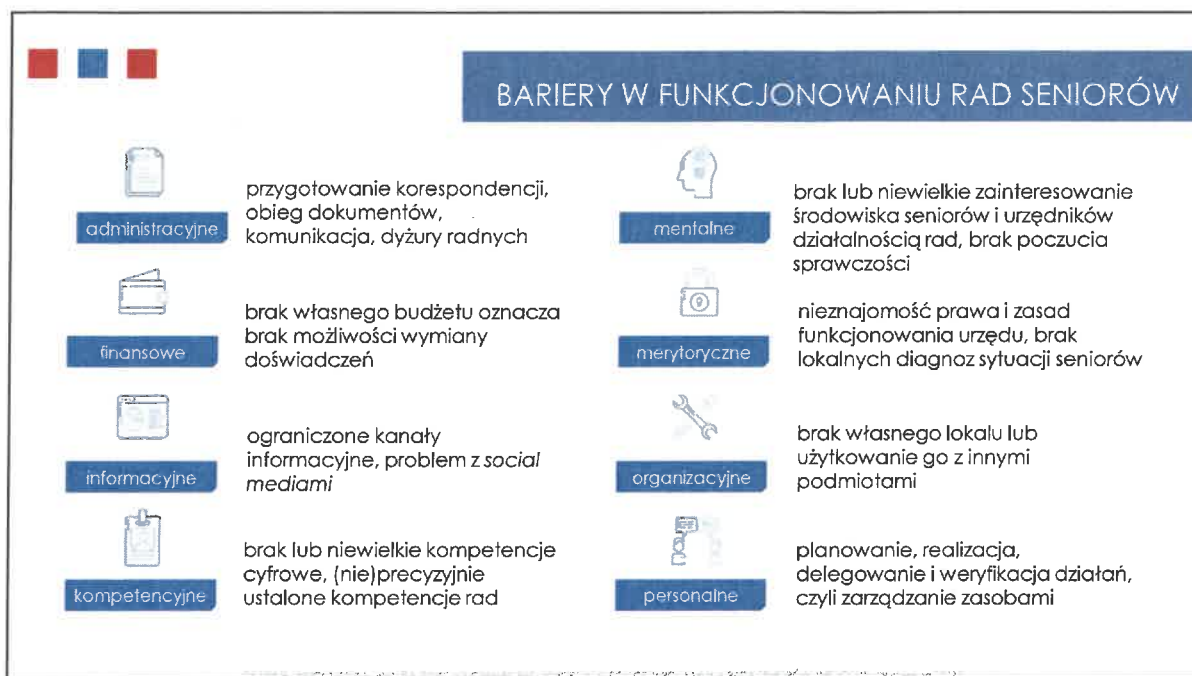 BARIERY W FUNKCJONOWANIU RAD SENIORÓW
administracyjne
przygotowanie korespondencji,
obieg dokumentów,
komunikacja, dyżury radnych
finansowe
brak własnego budżetu oznacza
brak możliwości wymiany
doświadczeń
informacyjne
ograniczone kanały
informacyjne, problem z social
mediami
kompetencyjne
brak lub niewielkie kompetencje
cyfrowe, (nie)precyzyjnie
ustalone kompetencje rad
mentalne
brak lub niewielkie zainteresowanie
środowiska seniorów i urzędników
działalnością rad, brak poczucia
sprawczości
merytoryczne
nieznajomość prawa i zasad
funkcjonowania urzędu, brak
lokalnych diagnoz sytuacji seniorów
organizacyjne
brak własnego lokalu lub
użytkowanie go z innymi
podmiotami
personalne
planowanie, realizacja,
delegowanie i weryfikacja działań,
czyli zarządzanie zasobami